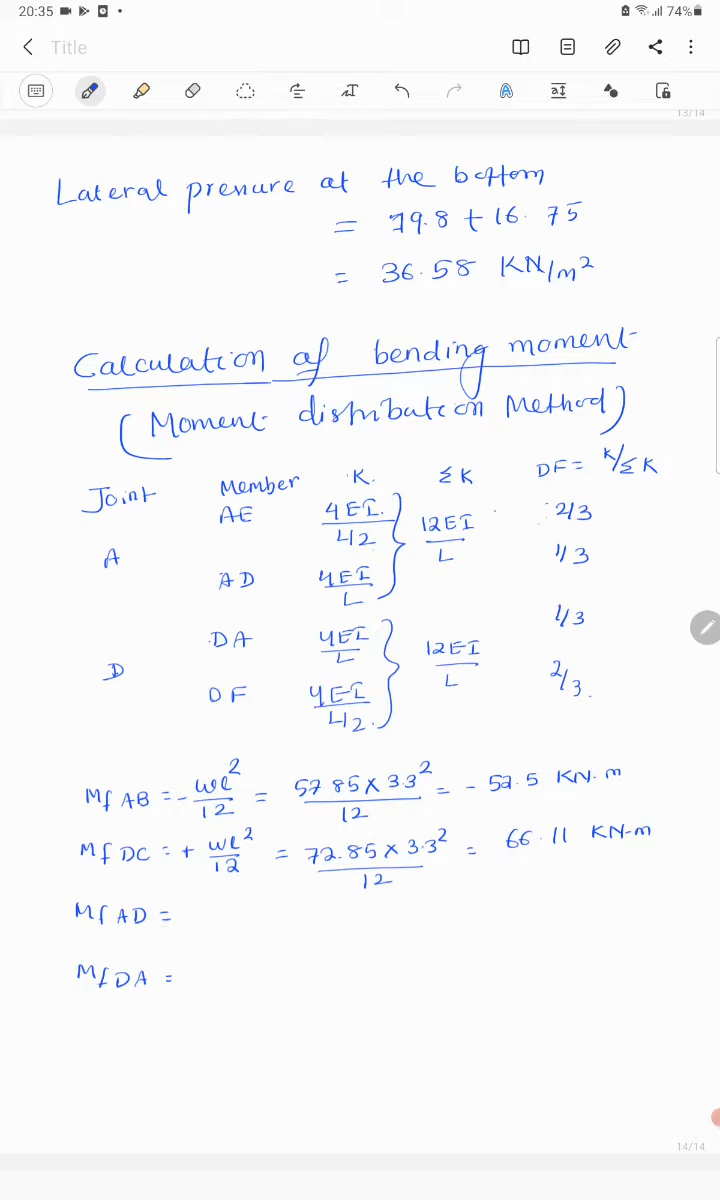 20:35 74%
Title
13/14
Lateral prenure at the bottom
= 19.8 + 16.75
= 36.58 KN/m2
Calculation of bending moment
(Moment distribution Method)
Joint Member K. ΣK DF = K/ΣK
A AE 4EI./L/2 12EI/L 2/3
AD 4EI/L 1/3
D DA 4EI/L 12EI/L 1/3
DF 4EI/L/2. 2/3.
Mf AB = - wl2/12 = 57.85 x 3.32/12 = - 52.5 KN.m
Mf DC = + wl2/12 = 72.85 x 3.32/12 = 66.11 KN-m
Mf AD =
Mf DA =
14/14